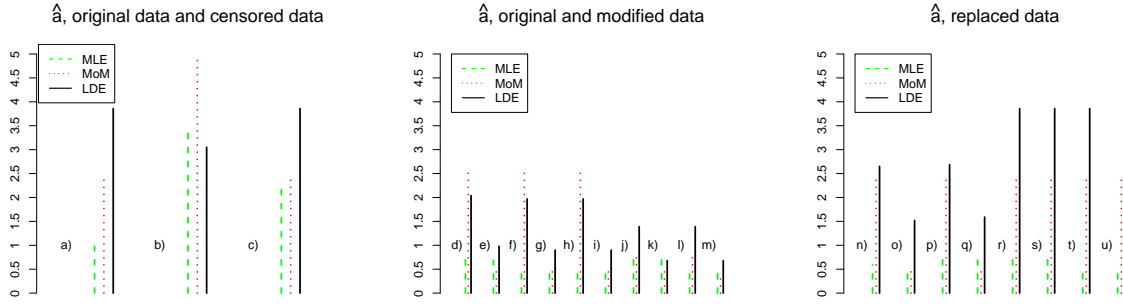 â, original data and censored data
MLE
MoM
LDE
0
0.5
1
1.5
2
2.5
3
3.5
4
4.5
5
a)
b)
c)
â, original and modified data
MLE
MoM
LDE
0
0.5
1
1.5
2
2.5
3
3.5
4
4.5
5
d)
e)
f)
g)
h)
i)
j)
k)
l)
m)
â, replaced data
MLE
MoM
LDE
0
0.5
1
1.5
2
2.5
3
3.5
4
4.5
5
n)
o)
p)
q)
r)
s)
t)
u)